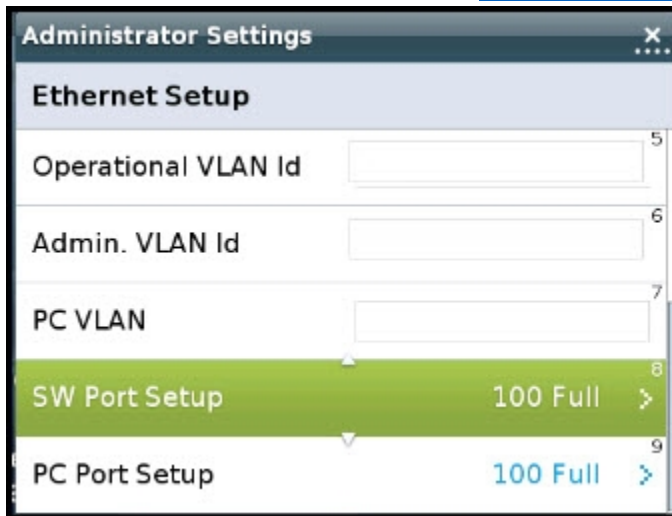 Administrator Settings
Ethernet Setup
Operational VLAN Id 5
Admin. VLAN Id 6
PC VLAN 7
SW Port Setup 100 Full 8
PC Port Setup 100 Full 9